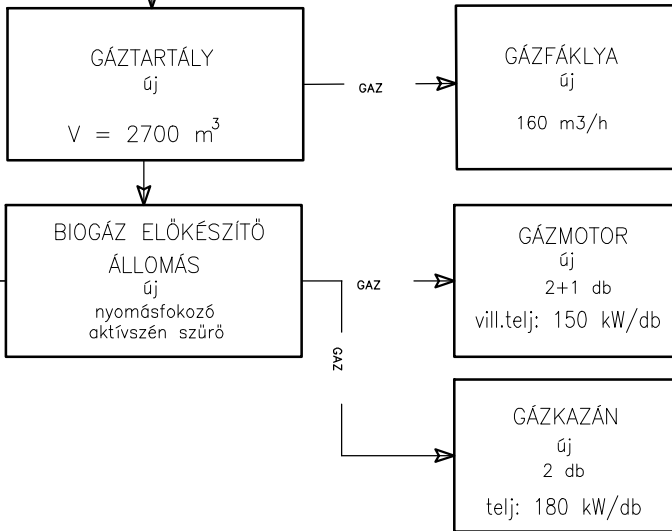 GÁZTARTÁLY
új
V = 2700 m³
GAZ
GÁZFÁKLYA
új
160 m3/h
BIOGÁZ ELŐKÉSZÍTŐ
ÁLLOMÁS
új
nyomásfokozó
aktívszén szűrő
GAZ
GAZ
GÁZMOTOR
új
2+1 db
vill.telj: 150 kW/db
GÁZKAZÁN
új
2 db
telj: 180 kW/db